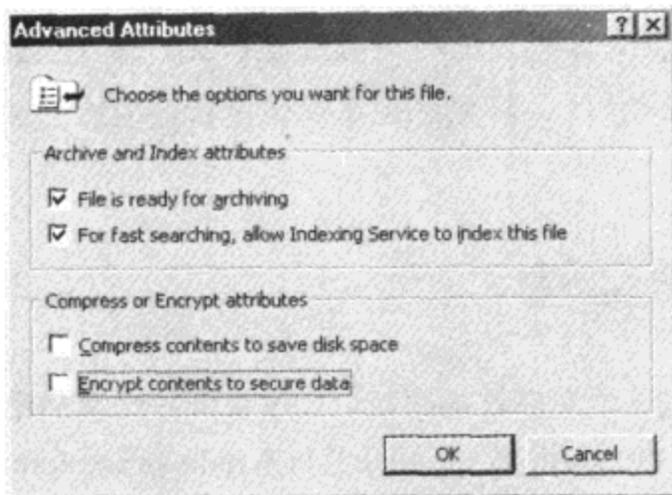 Advanced Attributes
Choose the options you want for this file.
Archive and Index attributes
File is ready for archiving
For fast searching, allow Indexing Service to index this file
Compress or Encrypt attributes
Compress contents to save disk space
Encrypt contents to secure data
OK
Cancel